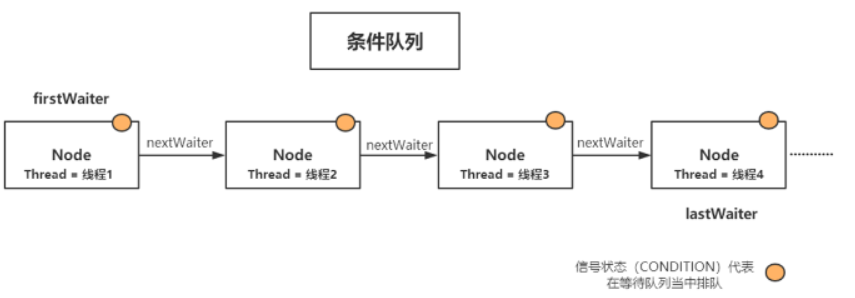 条件队列
firstWaiter
nextWaiter
nextWaiter
nextWaiter
Node
Thread = 线程1
Node
Thread = 线程2
Node
Thread = 线程3
Node
Thread = 线程4
lastWaiter
信号状态（CONDITION）代表
在等待队列当中排队